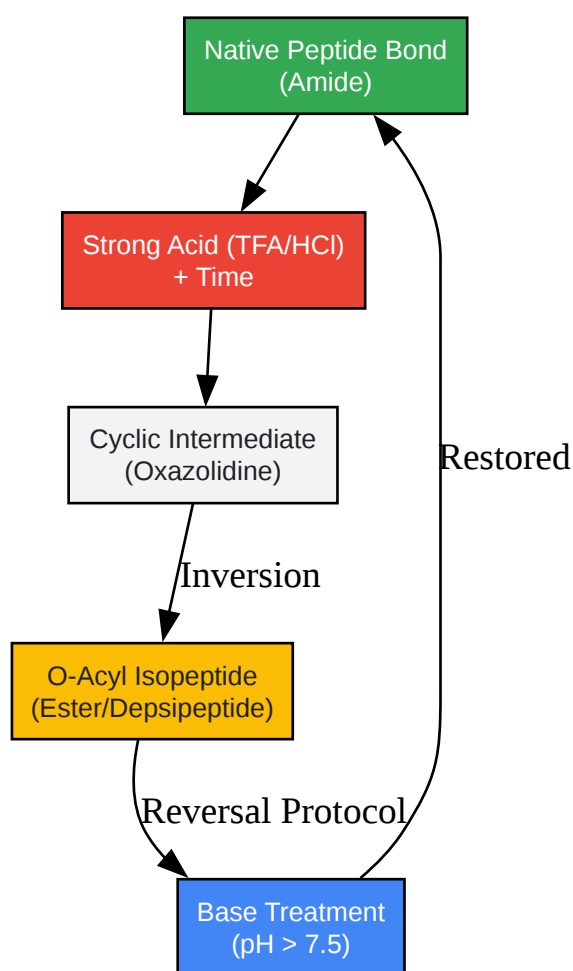 Native Peptide Bond
(Amide)
Strong Acid (TFA/HCl)
+ Time
Cyclic Intermediate
(Oxazolidine)
Restored
Inversion
O-Acyl Isopeptide
(Ester/Depsipeptide)
Reversal Protocol
Base Treatment
(pH > 7.5)